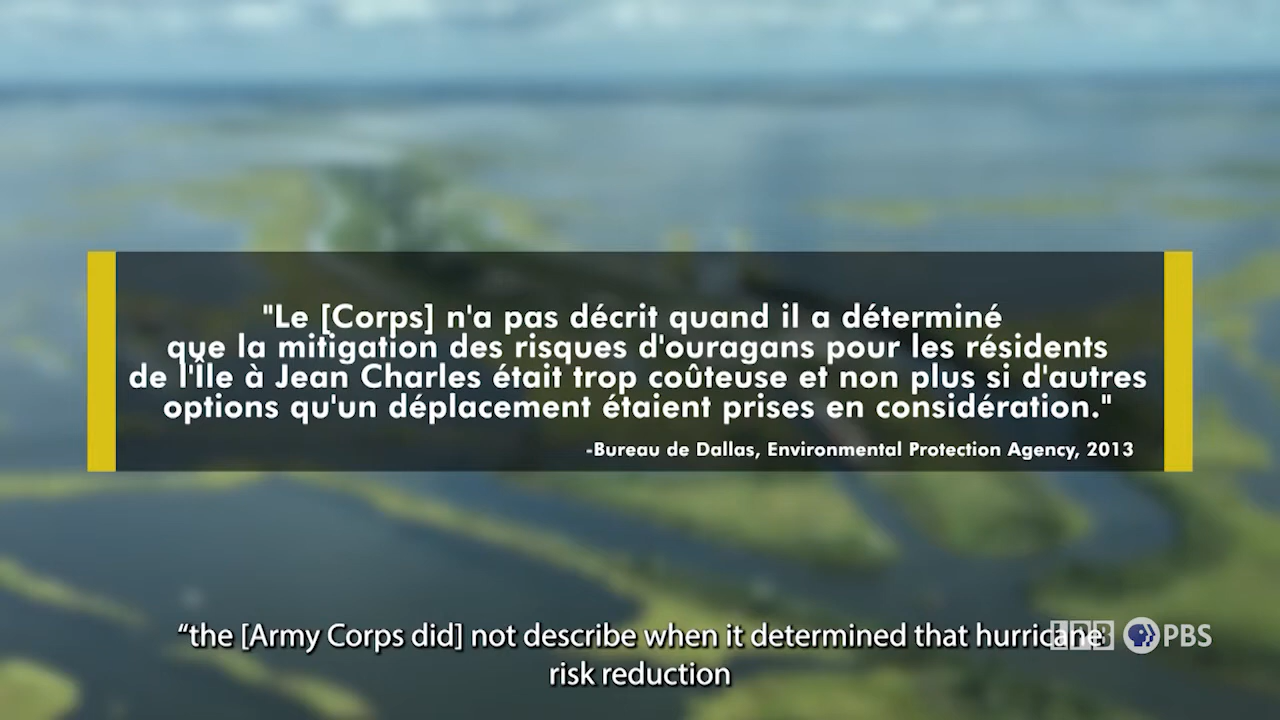 "Le [Corps] n'a pas décrit quand il a déterminé
que la mitigation des risques d'ouragans pour les résidents
de l'Île à Jean Charles était trop coûteuse et non plus si d'autres
options qu'un déplacement étaient prises en considération."
-Bureau de Dallas, Environmental Protection Agency, 2013
“the [Army Corps did] not describe when it determined that hurricane
risk reduction
PBS